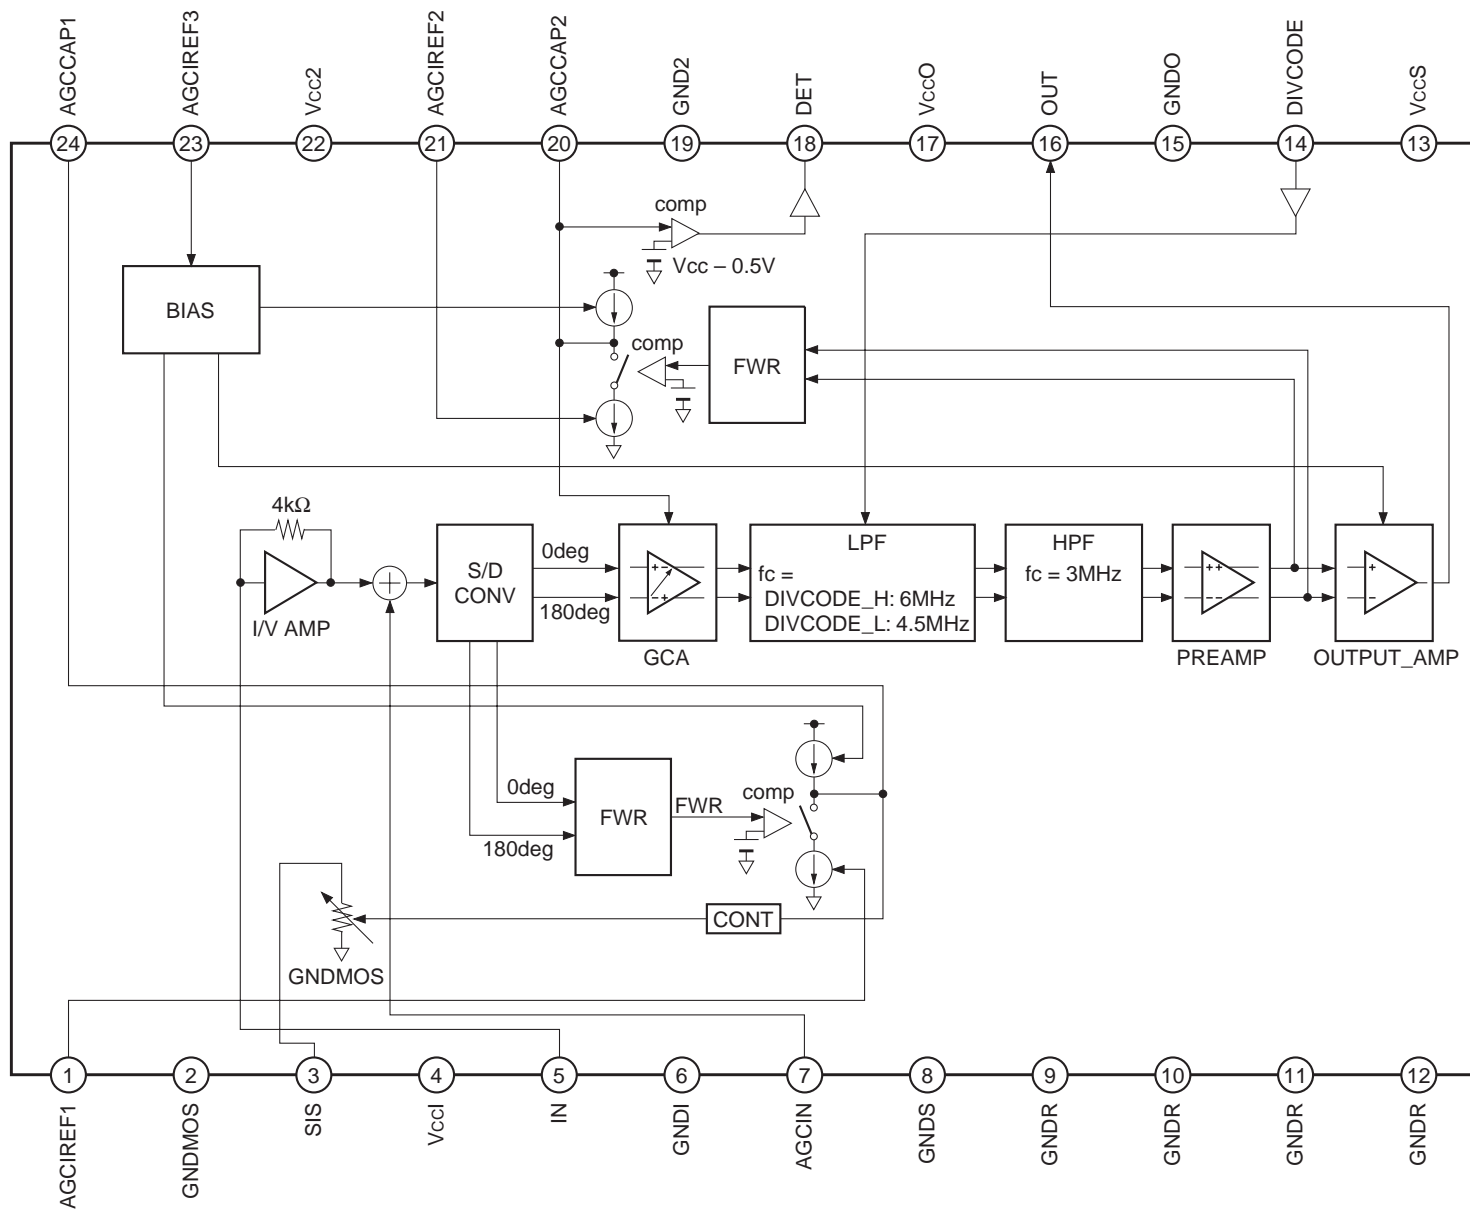 AGCCAP1
AGCIREF3
Vcc2
AGCIREF2
AGCCAP2
GND2
DET
VccO
OUT
GNDO
DIVCODE
VccS
24
23
22
21
20
19
18
17
16
15
14
13
comp
Vcc – 0.5V
BIAS
comp
FWR
4kΩ
I/V AMP
+
S/D
CONV
0deg
180deg
+ –
– +
GCA
LPF
fc =
DIVCODE_H: 6MHz
DIVCODE_L: 4.5MHz
HPF
fc = 3MHz
++
– –
PREAMP
+
–
OUTPUT_AMP
0deg
180deg
FWR
FWR
comp
CONT
GNDMOS
1
2
3
4
5
6
7
8
9
10
11
12
AGCIREF1
GNDMOS
SIS
VccI
IN
GNDI
AGCIN
GNDS
GNDR
GNDR
GNDR
GNDR